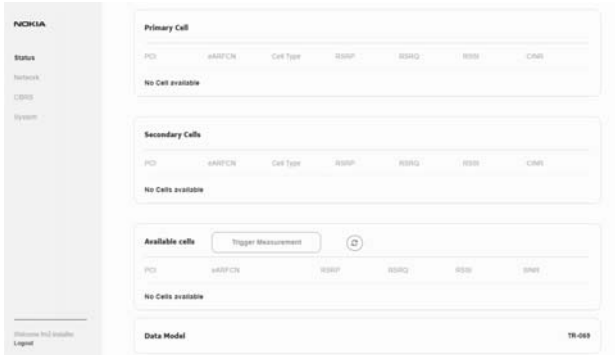 NOKIA
Status
Network
CBRS
System
Welcome
Logout
Primary Cell
PCI eARFCN Cell Type RSRP RSRQ RSSI CINR
No Cell available
Secondary Cells
PCI eARFCN Cell Type RSRP RSRQ RSSI CINR
No Cells available
Available cells Trigger Measurement
PCI eARFCN RSRP RSRQ RSSI SINR
No Cells available
Data Model TR-069